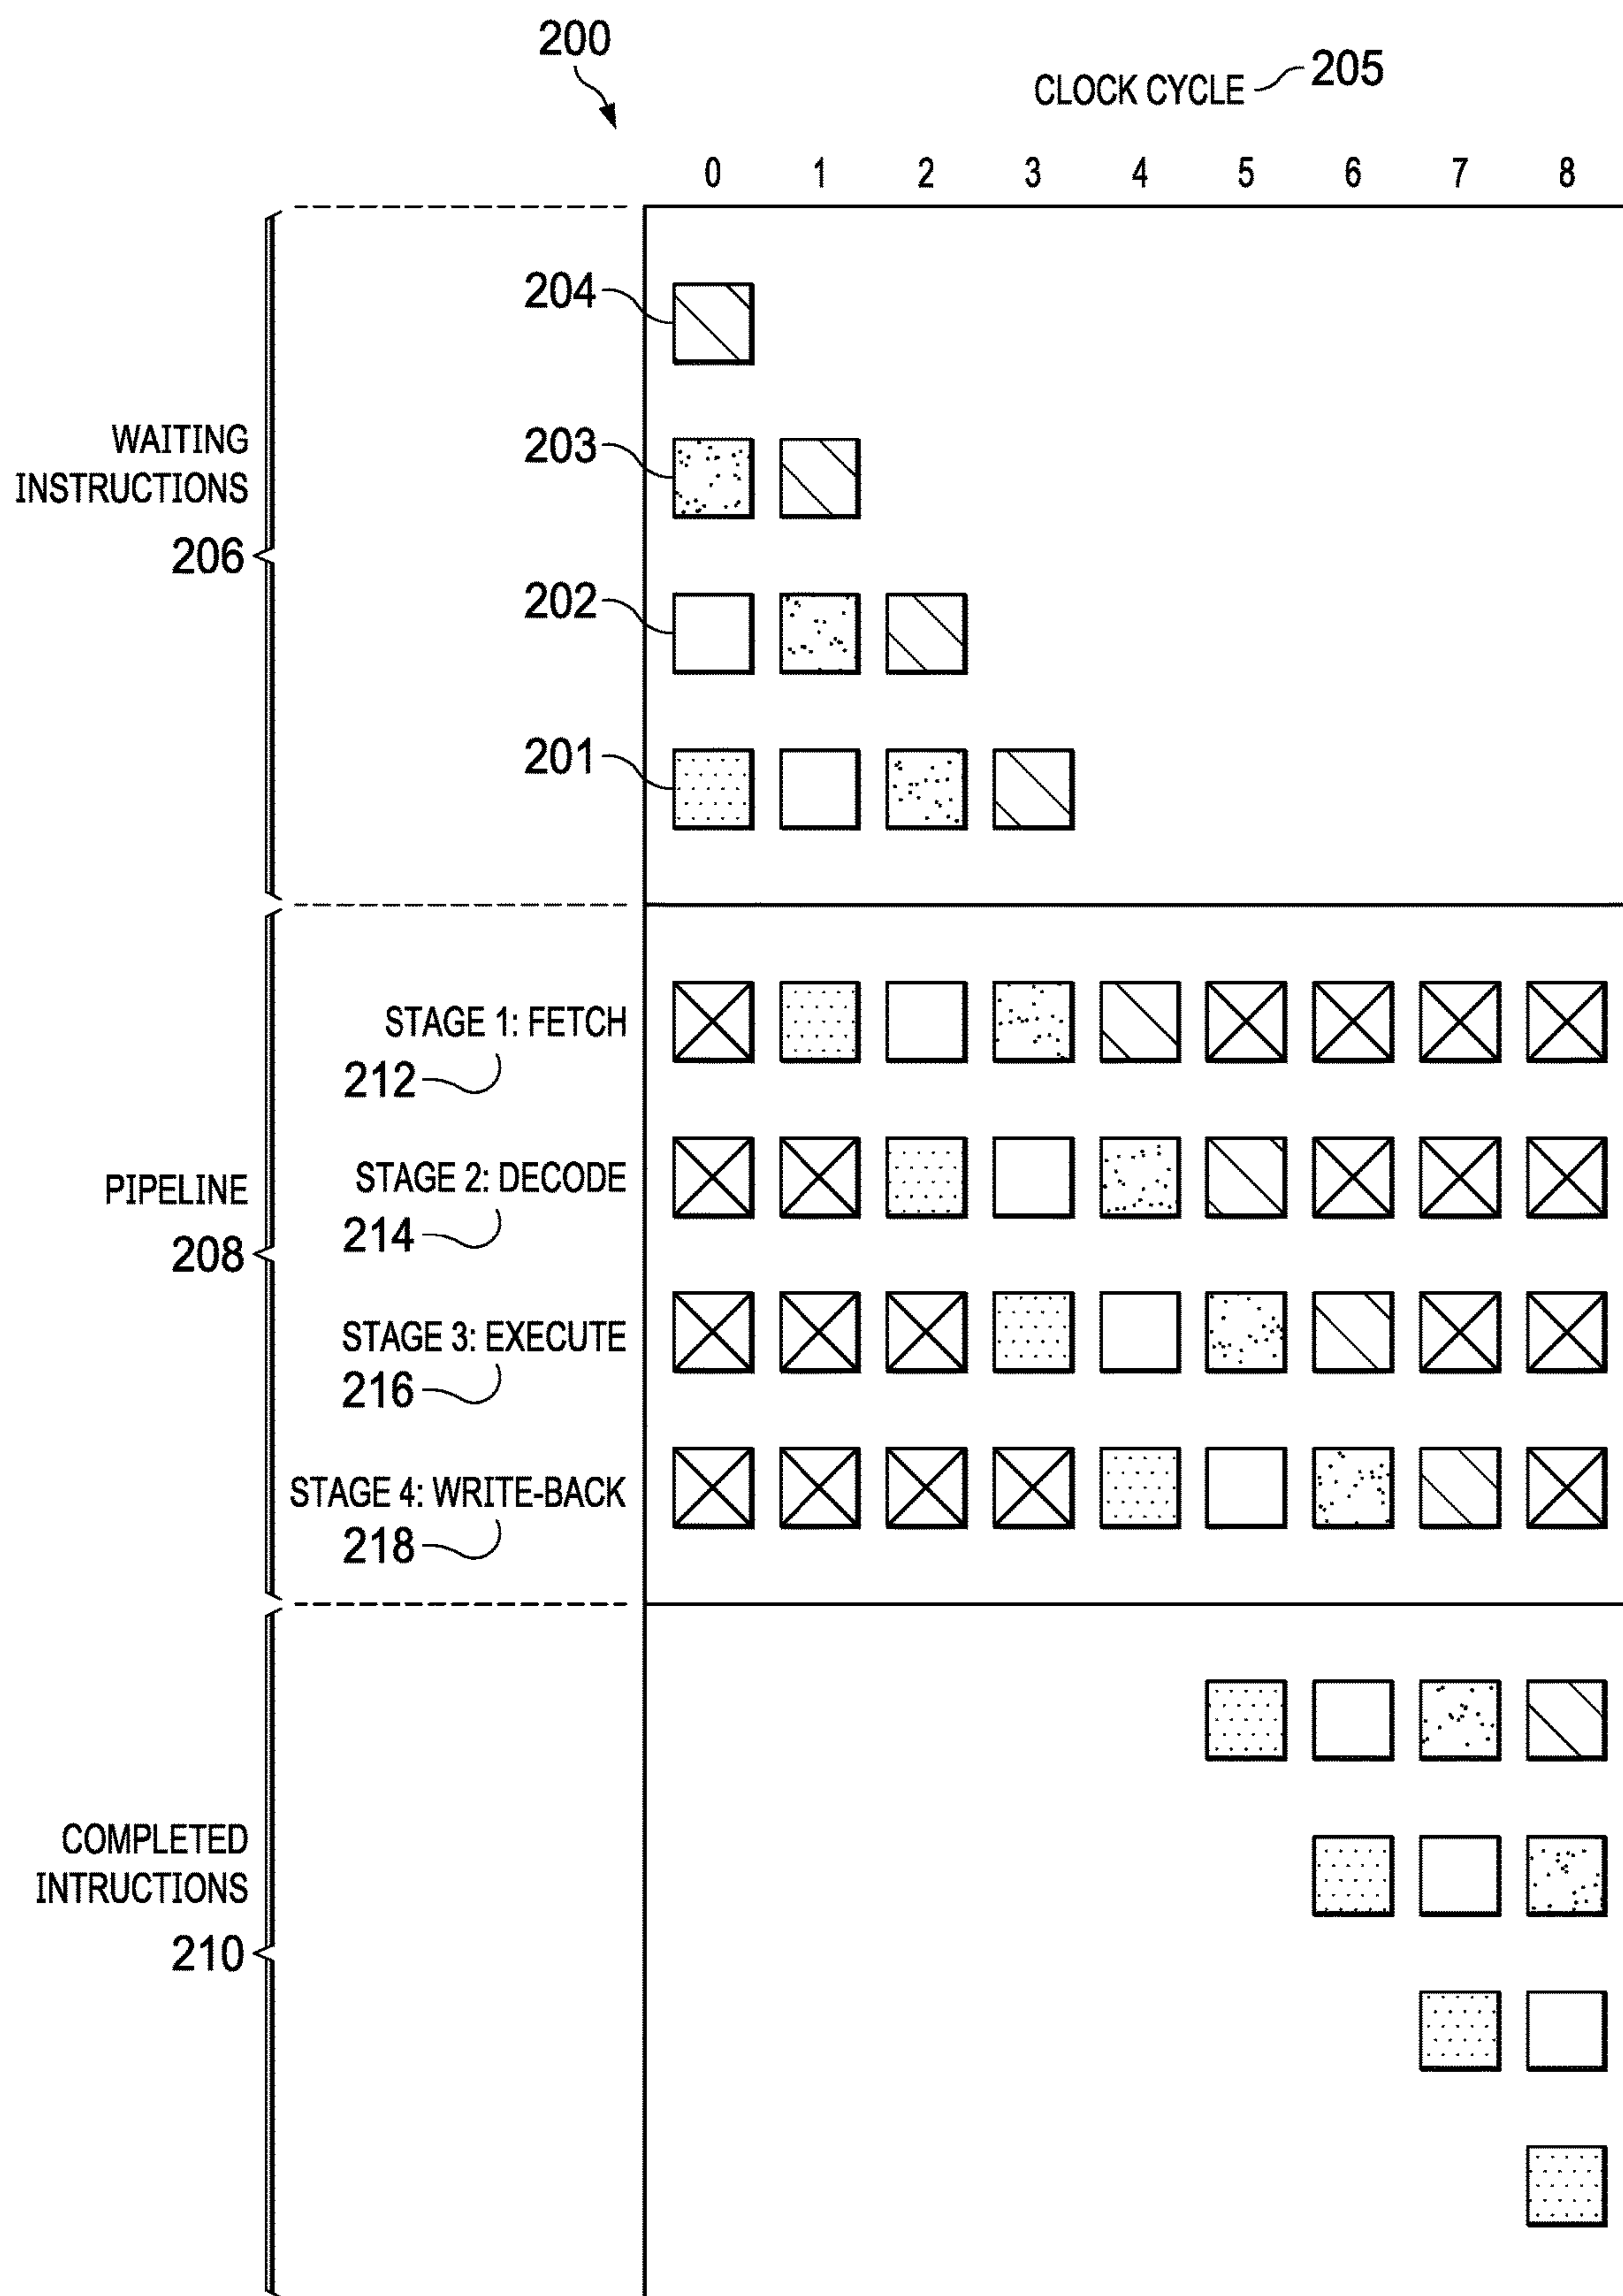 200
CLOCK CYCLE 205
0 1 2 3 4 5 6 7 8
204
WAITING
INSTRUCTIONS
206
203
202
201
PIPELINE
208
STAGE 1: FETCH
212
STAGE 2: DECODE
214
STAGE 3: EXECUTE
216
STAGE 4: WRITE-BACK
218
COMPLETED
INTRUCTIONS
210